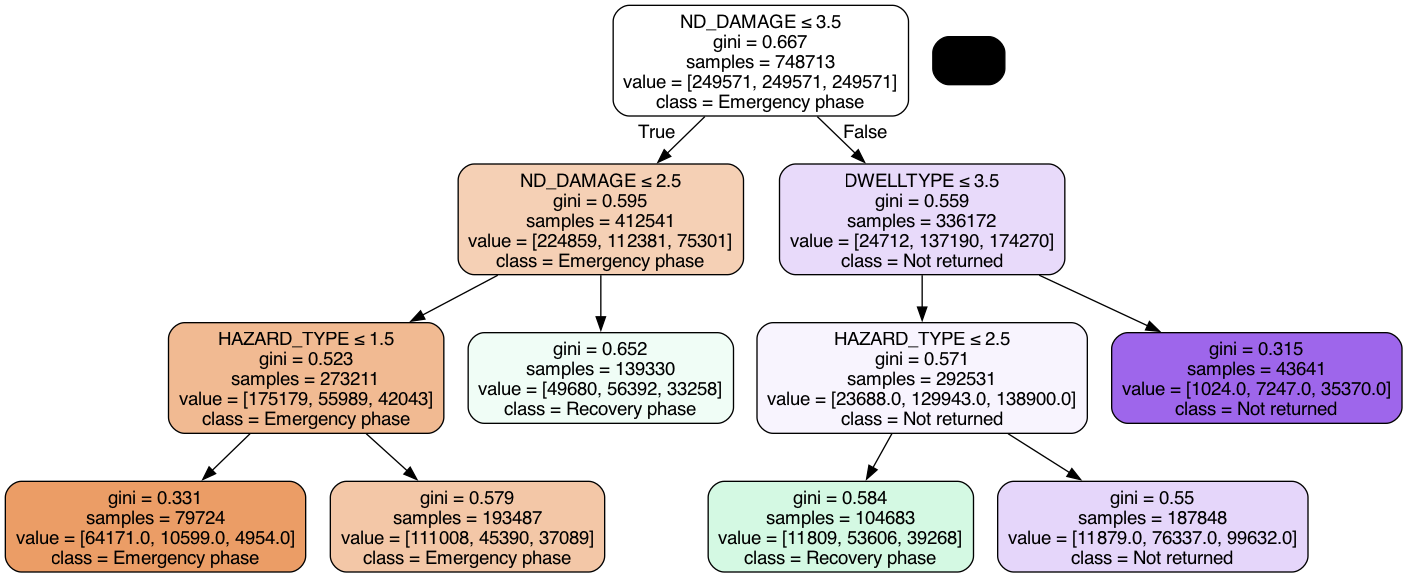 ND_DAMAGE ≤ 3.5
gini = 0.667
samples = 748713
value = [249571, 249571, 249571]
class = Emergency phase
True
False
ND_DAMAGE ≤ 2.5
gini = 0.595
samples = 412541
value = [224859, 112381, 75301]
class = Emergency phase
DWELLTYPE ≤ 3.5
gini = 0.559
samples = 336172
value = [24712, 137190, 174270]
class = Not returned
HAZARD_TYPE ≤ 1.5
gini = 0.523
samples = 273211
value = [175179, 55989, 42043]
class = Emergency phase
gini = 0.652
samples = 139330
value = [49680, 56392, 33258]
class = Recovery phase
HAZARD_TYPE ≤ 2.5
gini = 0.571
samples = 292531
value = [23688.0, 129943.0, 138900.0]
class = Not returned
gini = 0.315
samples = 43641
value = [1024.0, 7247.0, 35370.0]
class = Not returned
gini = 0.331
samples = 79724
value = [64171.0, 10599.0, 4954.0]
class = Emergency phase
gini = 0.579
samples = 193487
value = [111008, 45390, 37089]
class = Emergency phase
gini = 0.584
samples = 104683
value = [11809, 53606, 39268]
class = Recovery phase
gini = 0.55
samples = 187848
value = [11879.0, 76337.0, 99632.0]
class = Not returned